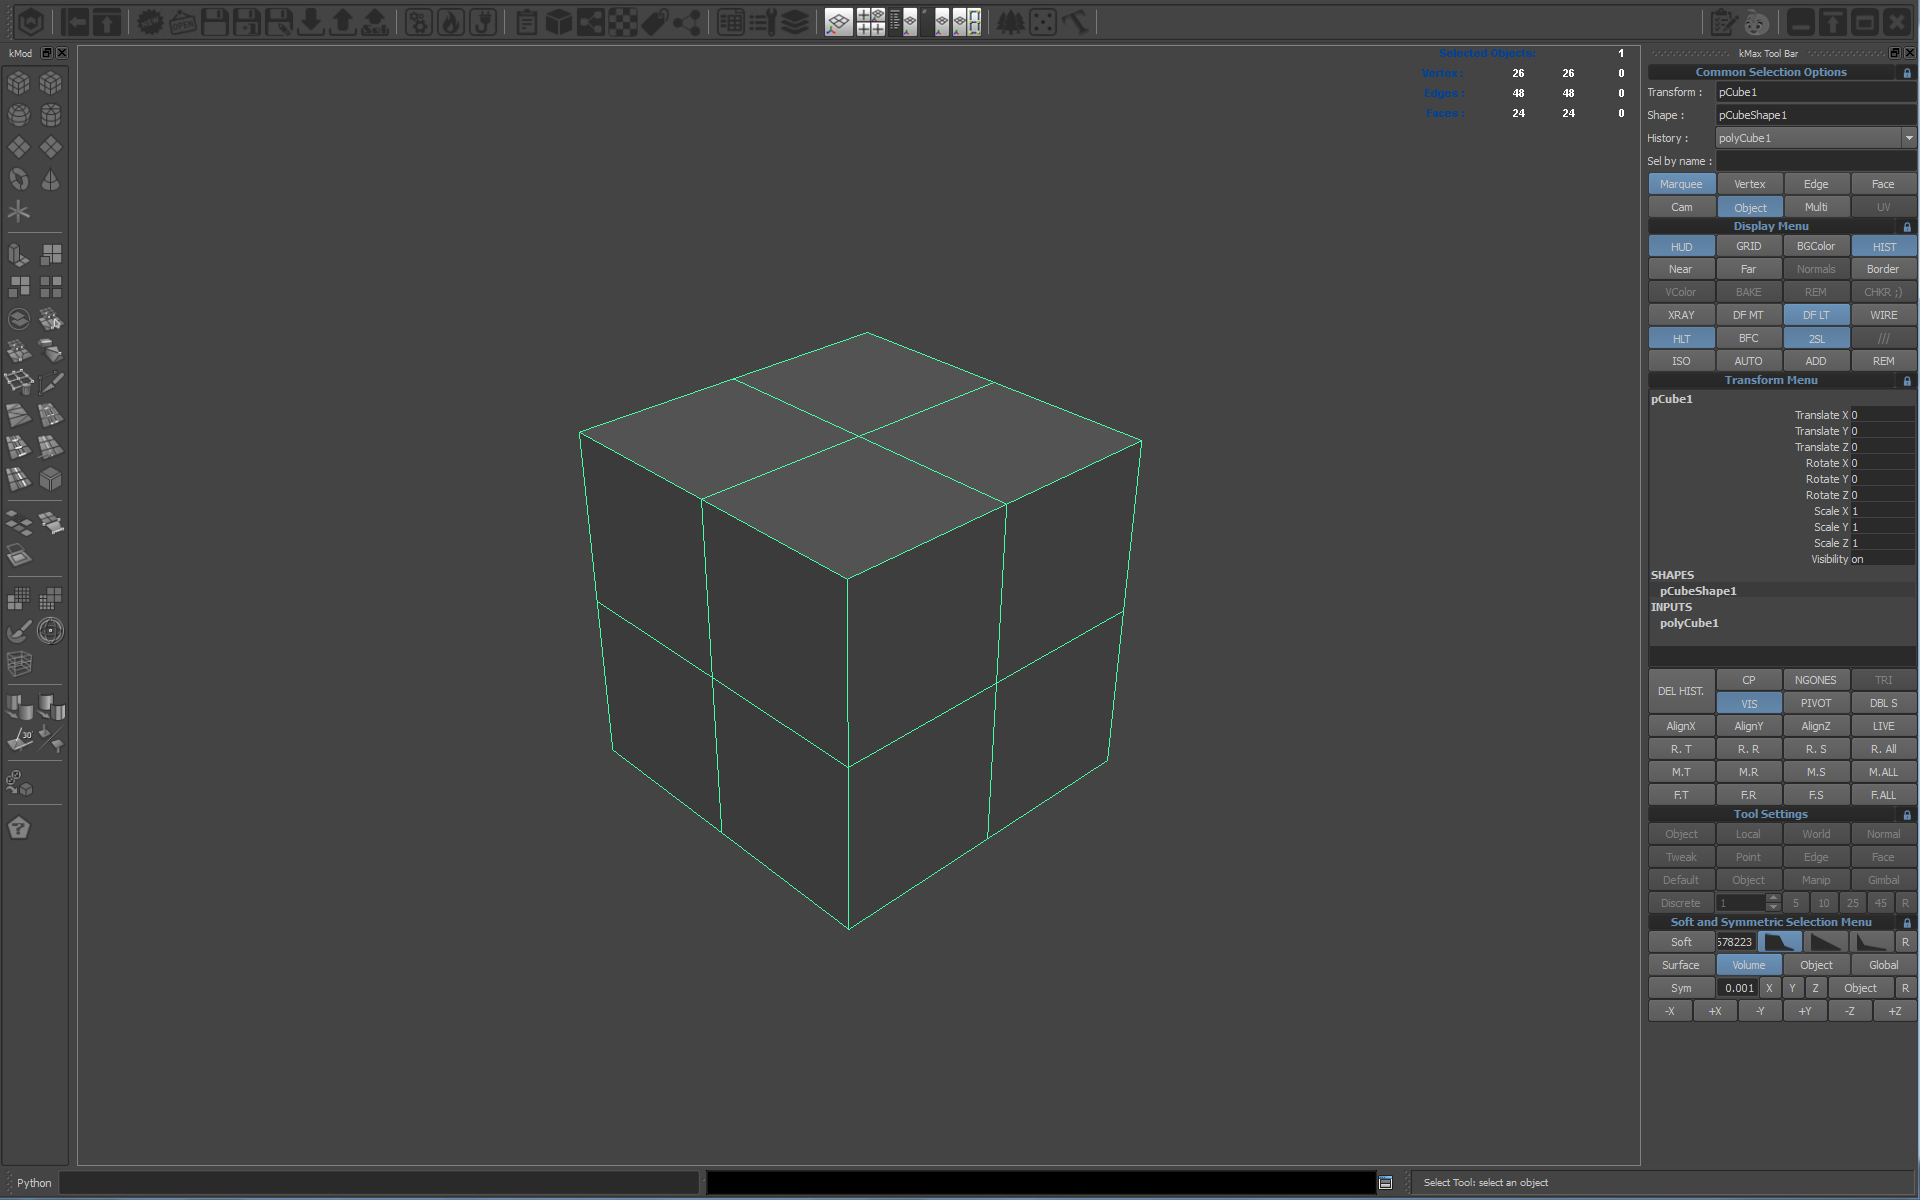 OPEN
kMod
kMax Tool Bar
Selected Objects: 1
Vertex: 26 26 0
Edges: 48 48 0
Faces: 24 24 0
Common Selection Options
Transform : pCube1
Shape : pCubeShape1
History : polyCube1
Sel by name :
Marquee Vertex Edge Face
Cam Object Multi UV
Display Menu
HUD GRID BGColor HIST
Near Far Normals Border
VColor BAKE REM CHKR ;)
XRAY DF MT DF LT WIRE
HLT BFC 2SL ///
ISO AUTO ADD REM
Transform Menu
pCube1
Translate X 0
Translate Y 0
Translate Z 0
Rotate X 0
Rotate Y 0
Rotate Z 0
Scale X 1
Scale Y 1
Scale Z 1
Visibility on
SHAPES
pCubeShape1
INPUTS
polyCube1
DEL HIST. CP NGONES TRI
VIS PIVOT DBL S
AlignX AlignY AlignZ LIVE
R. T R. R R. S R. All
M.T M.R M.S M.ALL
F.T F.R F.S F.ALL
Tool Settings
Object Local World Normal
Tweak Point Edge Face
Default Object Manip Gimbal
Discrete 1 5 10 25 45 R
Soft and Symmetric Selection Menu
Soft 578223 R
Surface Volume Object Global
Sym 0.001 X Y Z Object R
-X +X -Y +Y -Z +Z
30
Python
Select Tool: select an object